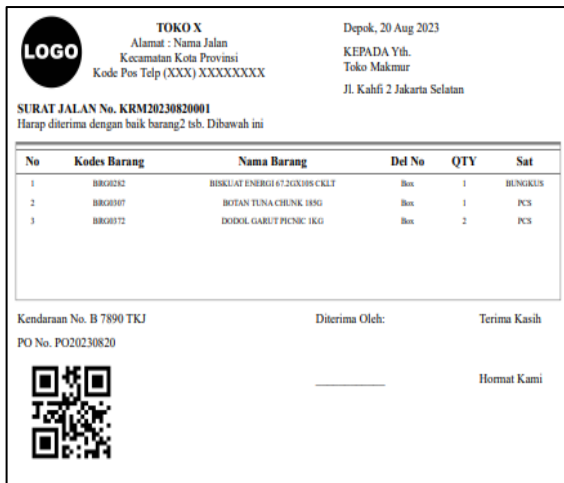 LOGO
TOKO X
Alamat : Nama Jalan
Kecamatan Kota Provinsi
Kode Pos Telp (XXX) XXXXXXXX
Depok, 20 Aug 2023
KEPADA Yth.
Toko Makmur
Jl. Kahfi 2 Jakarta Selatan
SURAT JALAN No. KRM20230820001
Harap diterima dengan baik barang2 tsb. Dibawah ini
No Kodes Barang Nama Barang Del No QTY Sat
1 BRG0282 BISKUAT ENERGI 67.2GX10S CKLT Box 1 BUNGKUS
2 BRG0307 BOTAN TUNA CHUNK 185G Box 1 PCS
3 BRG0372 DODOL GARUT PICNIC 1KG Box 2 PCS
Kendaraan No. B 7890 TKJ
Diterima Oleh:
Terima Kasih
PO No. PO20230820
Hormat Kami